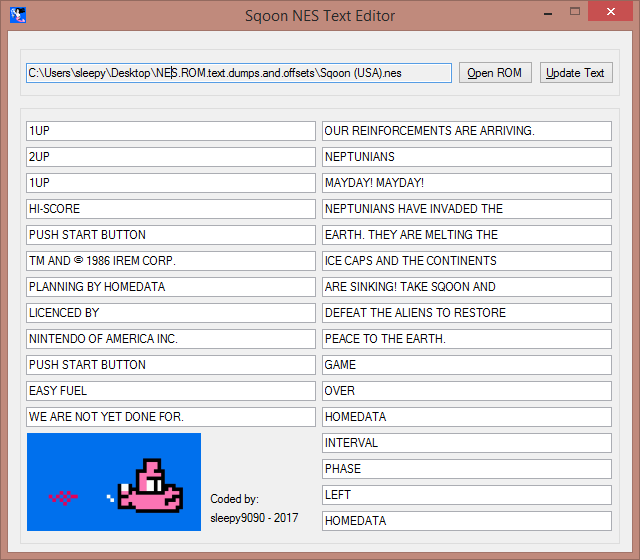 Sqoon NES Text Editor
C:\Users\sleepy\Desktop\NES.ROM.text.dumps.and.offsets\Sqoon (USA).nes
Open ROM
Update Text
1UP
2UP
1UP
HI-SCORE
PUSH START BUTTON
TM AND © 1986 IREM CORP.
PLANNING BY HOMEDATA
LICENCED BY
NINTENDO OF AMERICA INC.
PUSH START BUTTON
EASY FUEL
WE ARE NOT YET DONE FOR.
OUR REINFORCEMENTS ARE ARRIVING.
NEPTUNIANS
MAYDAY! MAYDAY!
NEPTUNIANS HAVE INVADED THE
EARTH. THEY ARE MELTING THE
ICE CAPS AND THE CONTINENTS
ARE SINKING! TAKE SQOON AND
DEFEAT THE ALIENS TO RESTORE
PEACE TO THE EARTH.
GAME
OVER
HOMEDATA
INTERVAL
PHASE
LEFT
HOMEDATA
Coded by:
sleepy9090 - 2017